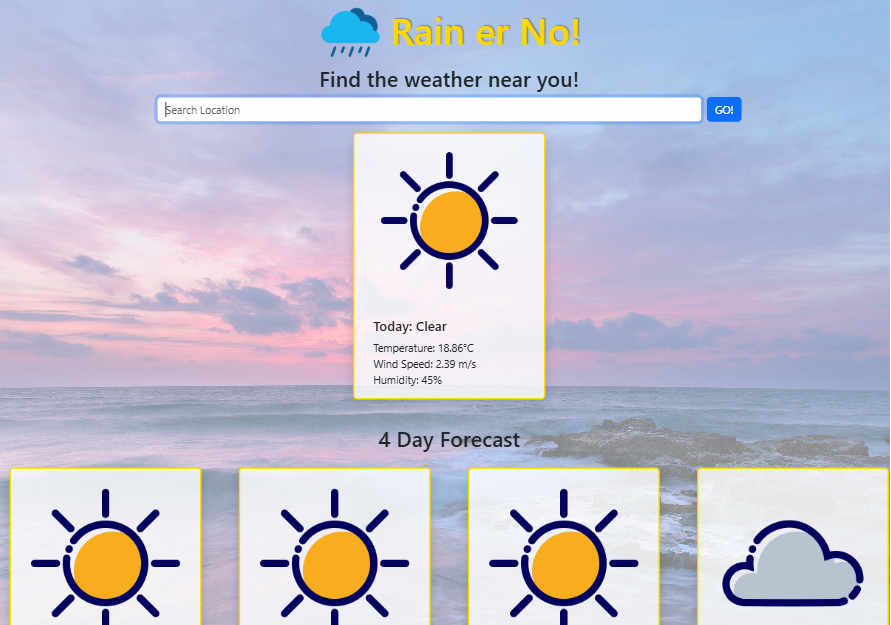 Rain er No!
Find the weather near you!
Search Location
GO!
Today: Clear
Temperature: 18.86°C
Wind Speed: 2.39 m/s
Humidity: 45%
4 Day Forecast